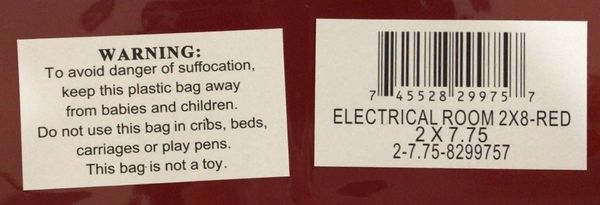 WARNING:
To avoid danger of suffocation,
keep this plastic bag away
from babies and children.
Do not use this bag in cribs, beds,
carriages or play pens.
This bag is not a toy.
7 45528 29975 7
ELECTRICAL ROOM 2X8-RED
2 X 7.75
2-7.75-8299757